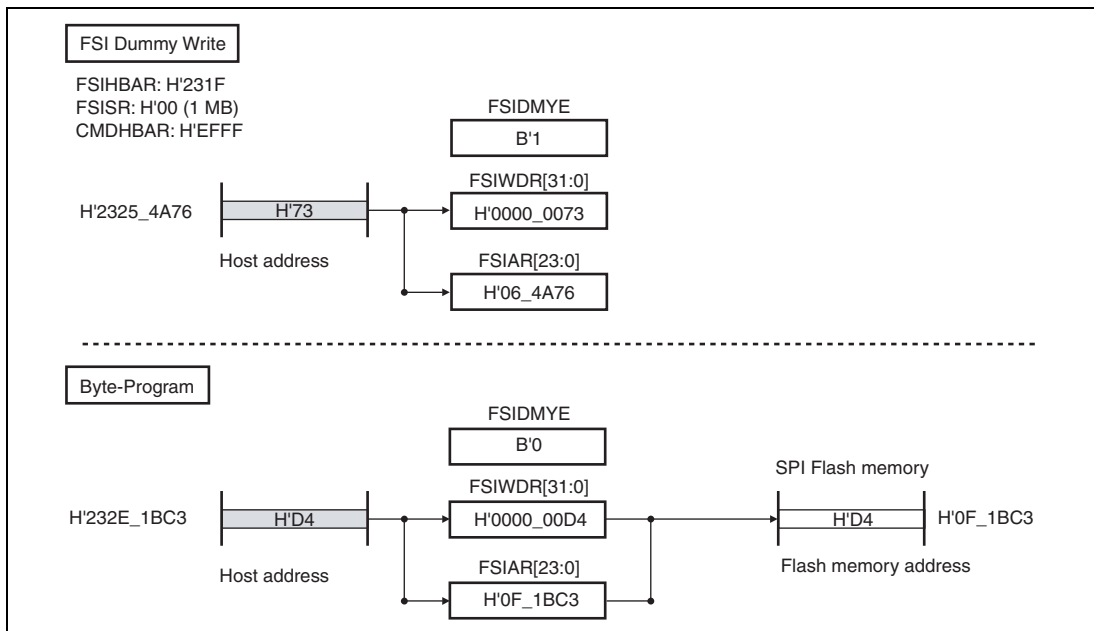 FSI Dummy Write
FSIHBAR: H'231F
FSISR: H'00 (1 MB)
CMDHBAR: H'EFFF
FSIDMYE
B'1
FSIWDR[31:0]
H'2325_4A76
H'73
H'0000_0073
Host address
FSIAR[23:0]
H'06_4A76
Byte-Program
FSIDMYE
B'0
SPI Flash memory
FSIWDR[31:0]
H'232E_1BC3
H'D4
H'0000_00D4
H'D4
H'0F_1BC3
Host address
FSIAR[23:0]
Flash memory address
H'0F_1BC3